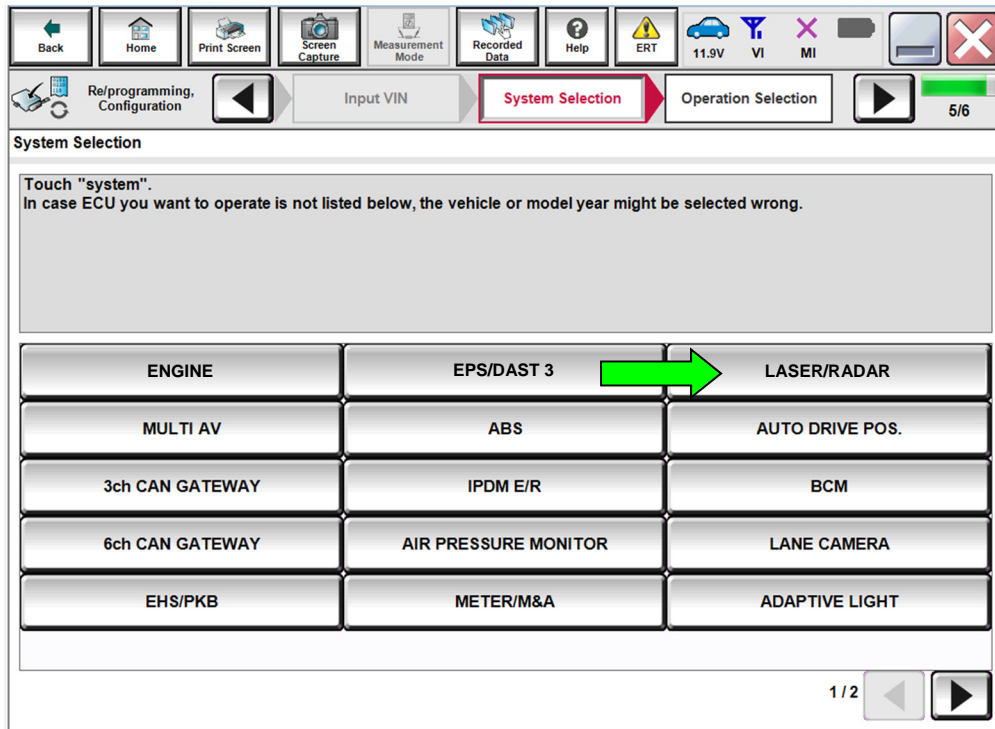 Back
Home
Print Screen
Screen
Capture
Measurement
Mode
Recorded
Data
Help
ERT
11.9V
VI
MI
Re/programming,
Configuration
Input VIN
System Selection
Operation Selection
5/6
System Selection
Touch "system".
In case ECU you want to operate is not listed below, the vehicle or model year might be selected wrong.
ENGINE
EPS/DAST 3
LASER/RADAR
MULTI AV
ABS
AUTO DRIVE POS.
3ch CAN GATEWAY
IPDM E/R
BCM
6ch CAN GATEWAY
AIR PRESSURE MONITOR
LANE CAMERA
EHS/PKB
METER/M&A
ADAPTIVE LIGHT
1 / 2